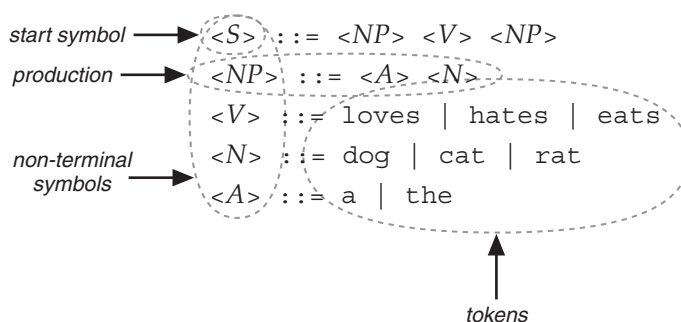 start symbol <S> ::= <NP> <V> <NP>
production <NP> ::= <A> <N>
<V> ::= loves | hates | eats
non-terminal symbols <N> ::= dog | cat | rat
<A> ::= a | the
tokens